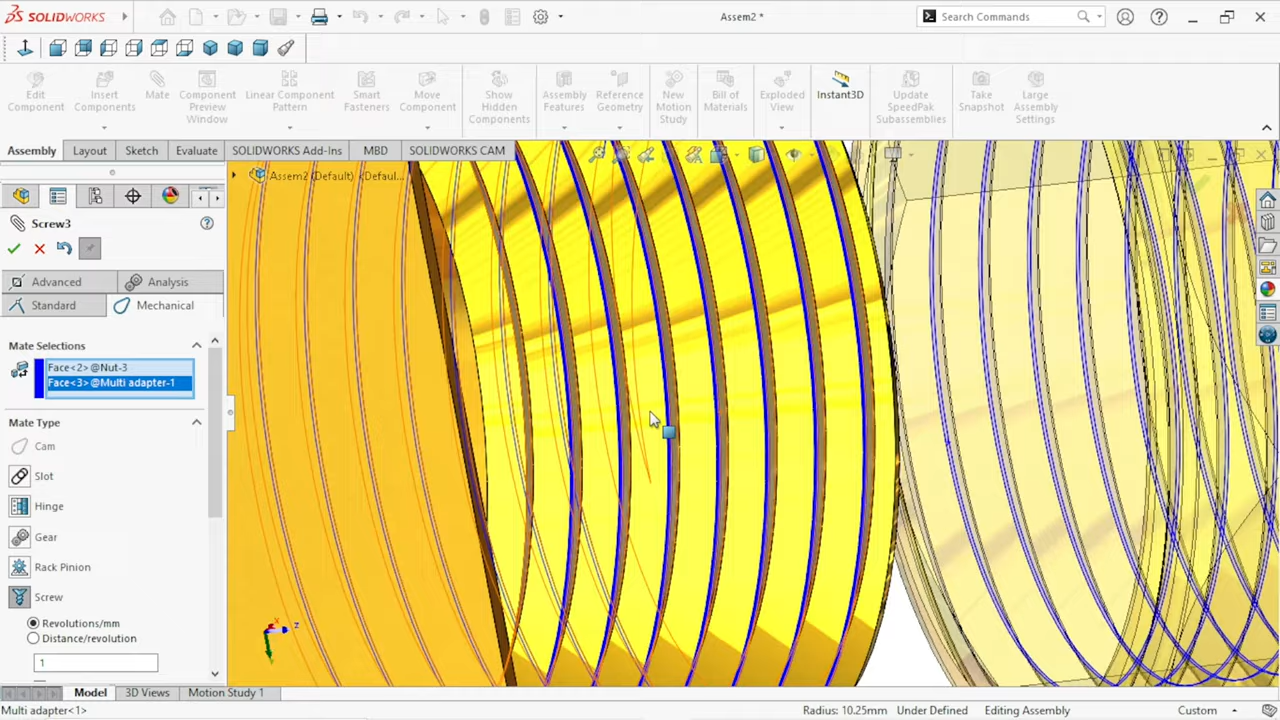 SOLIDWORKS
Assem2 *
Search Commands
Edit Component
Insert Components
Mate
Component Preview Window
Linear Component Pattern
Smart Fasteners
Move Component
Show Hidden Components
Assembly Features
Reference Geometry
New Motion Study
Bill of Materials
Exploded View
Instant3D
Update SpeedPak Subassemblies
Take Snapshot
Large Assembly Settings
Assembly
Layout
Sketch
Evaluate
SOLIDWORKS Add-Ins
MBD
SOLIDWORKS CAM
Assem2 (Default) <Defaul...
Screw3
Advanced
Analysis
Standard
Mechanical
Mate Selections
Face<2> @Nut-3
Face<3> @Multi adapter-1
Mate Type
Cam
Slot
Hinge
Gear
Rack Pinion
Screw
Revolutions/mm
Distance/revolution
1
z
Model
3D Views
Motion Study 1
Multi adapter<1>
Radius: 10.25mm
Under Defined
Editing Assembly
Custom